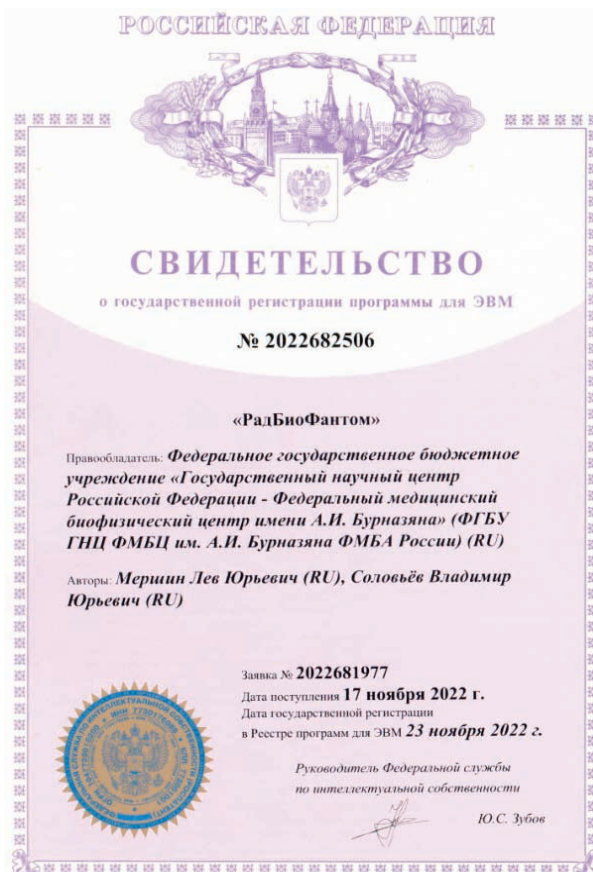 РОССИЙСКАЯ ФЕДЕРАЦИЯ
СВИДЕТЕЛЬСТВО
о государственной регистрации программы для ЭВМ
№ 2022682506
«РадБиоФантом»
Правообладатель: Федеральное государственное бюджетное
учреждение «Государственный научный центр
Российской Федерации - Федеральный медицинский
биофизический центр имени А.И. Бурназяна» (ФГБУ
ГНЦ ФМБЦ им. А.И. Бурназяна ФМБА России) (RU)
Авторы: Мершин Лев Юрьевич (RU), Соловьёв Владимир
Юрьевич (RU)
Заявка № 2022681977
Дата поступления 17 ноября 2022 г.
Дата государственной регистрации
в Реестре программ для ЭВМ 23 ноября 2022 г.
Руководитель Федеральной службы
по интеллектуальной собственности
Ю.С. Зубов